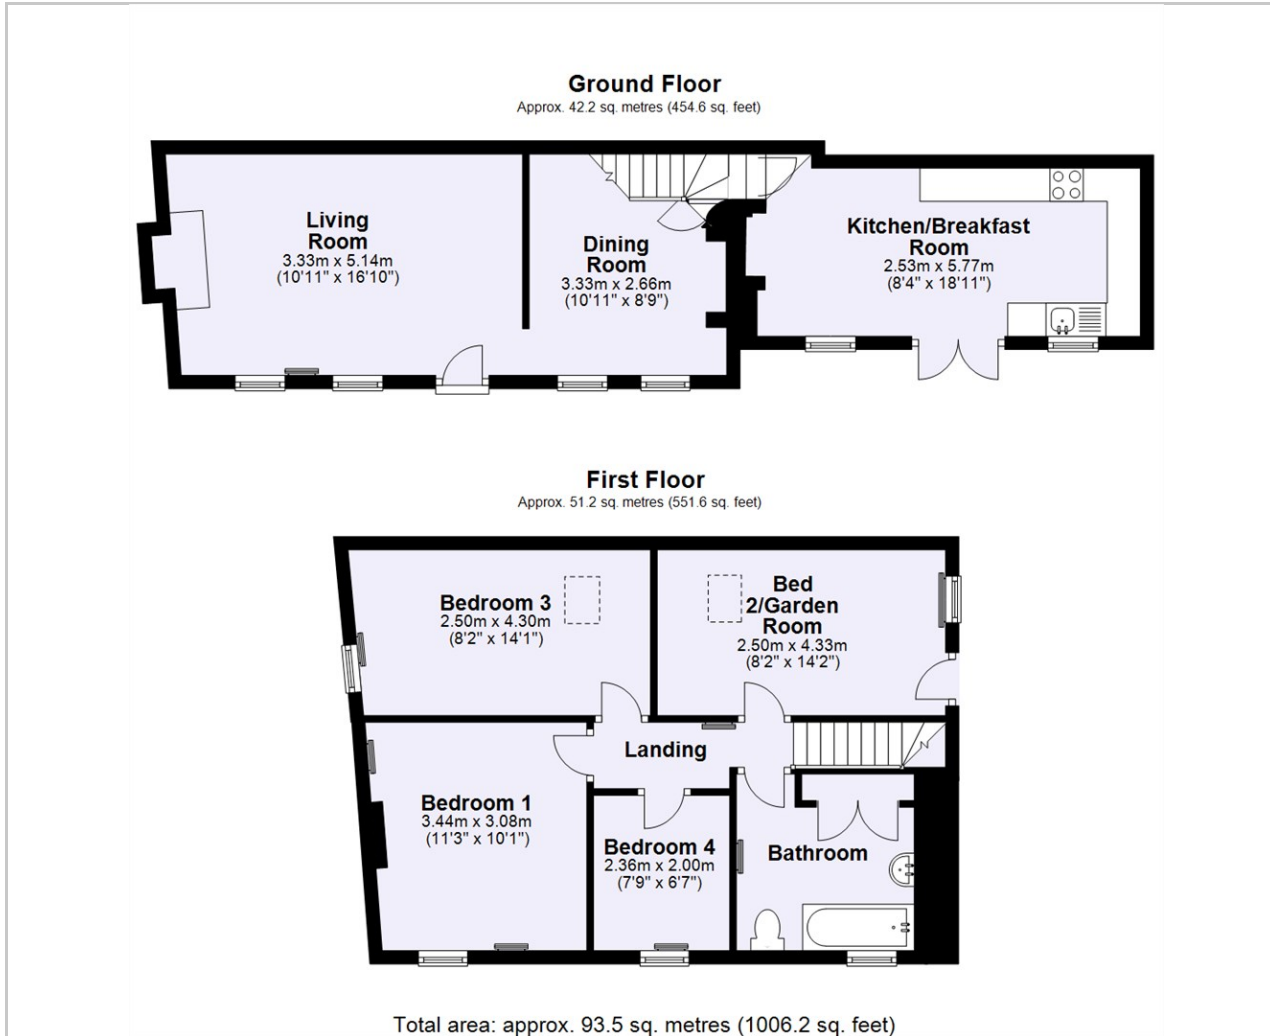 Ground Floor
Approx. 42.2 sq. metres (454.6 sq. feet)
Living
Room
3.33m x 5.14m
(10'11" x 16'10")
Dining
Room
3.33m x 2.66m
(10'11" x 8'9")
Kitchen/Breakfast
Room
2.53m x 5.77m
(8'4" x 18'11")
First Floor
Approx. 51.2 sq. metres (551.6 sq. feet)
Bedroom 3
2.50m x 4.30m
(8'2" x 14'1")
Bed
2/Garden
Room
2.50m x 4.33m
(8'2" x 14'2")
Landing
Bedroom 1
3.44m x 3.08m
(11'3" x 10'1")
Bedroom 4
2.36m x 2.00m
(7'9" x 6'7")
Bathroom
Total area: approx. 93.5 sq. metres (1006.2 sq. feet)